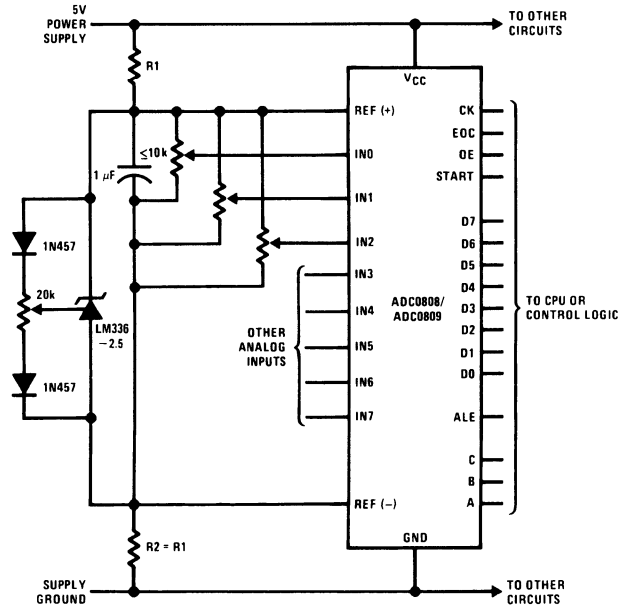 5V
POWER
SUPPLY
TO OTHER
CIRCUITS
R1
VCC
REF (+)
CK
EOC
≤10k
IN0
OE
1 μF
START
IN1
D7
1N457
IN2
D6
D5
IN3
20k
D4
ADC0808/
ADC0809
TO CPU OR
CONTROL LOGIC
IN4
D3
LM336
−2.5
OTHER
ANALOG
INPUTS
D2
IN5
D1
IN6
D0
1N457
IN7
ALE
C
B
REF (−)
A
GND
R2 = R1
SUPPLY
GROUND
TO OTHER
CIRCUITS